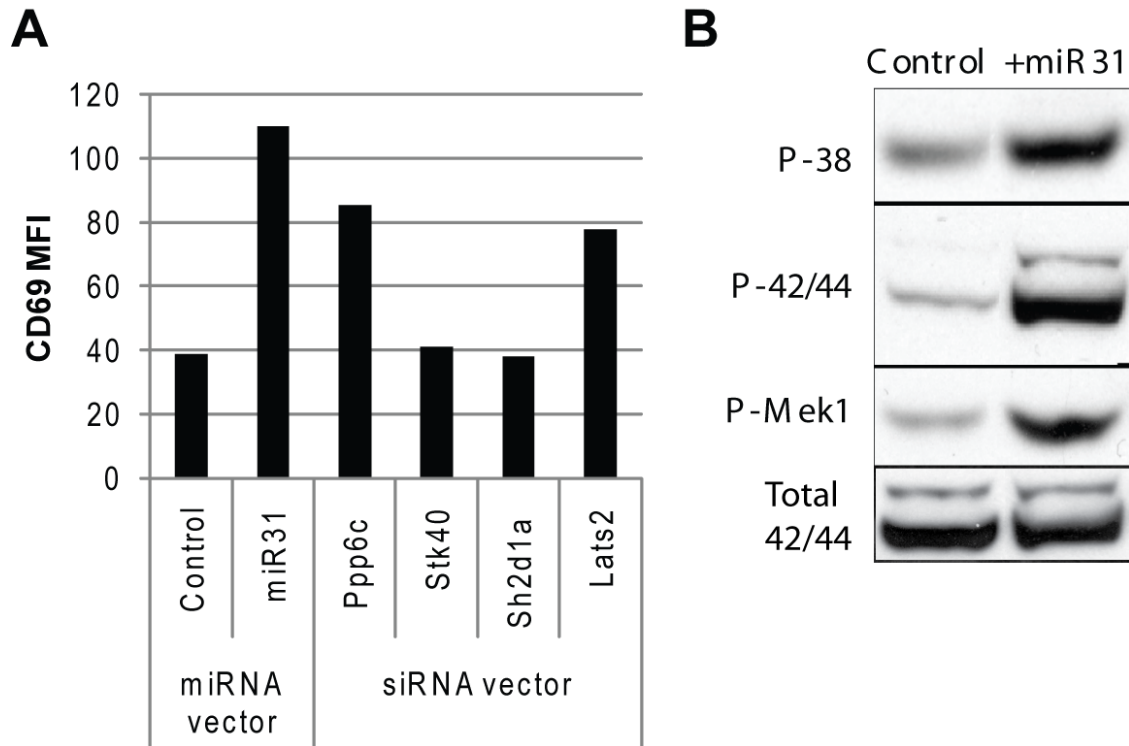 A
CD69 MFI
120
100
80
60
40
20
0
Control
miR31
Ppp6c
Stk40
Sh2d1a
Lats2
miRNA
vector
siRNA vector
B
Control +miR31
P-38
P-42/44
P-Mek1
Total
42/44